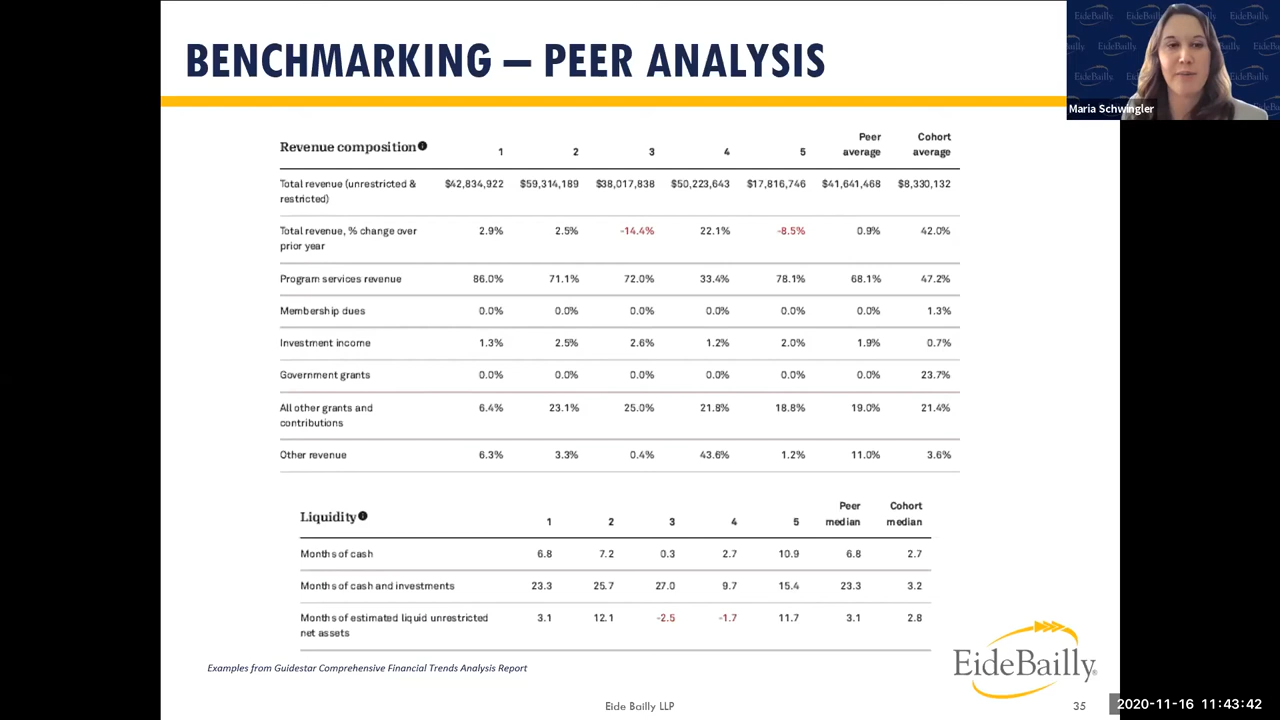 BENCHMARKING – PEER ANALYSIS
EideBailly
EideBailly
EideBailly
EideBailly
EideBailly
EideBailly
Maria Schwingler
Revenue composition 1 2 3 4 5 Peer average Cohort average
Total revenue (unrestricted & restricted) $42,834,922 $59,314,189 $38,017,838 $50,223,643 $17,816,746 $41,641,468 $8,330,132
Total revenue, % change over prior year 2.9% 2.5% -14.4% 22.1% -8.5% 0.9% 42.0%
Program services revenue 86.0% 71.1% 72.0% 33.4% 78.1% 68.1% 47.2%
Membership dues 0.0% 0.0% 0.0% 0.0% 0.0% 0.0% 1.3%
Investment income 1.3% 2.5% 2.6% 1.2% 2.0% 1.9% 0.7%
Government grants 0.0% 0.0% 0.0% 0.0% 0.0% 0.0% 23.7%
All other grants and contributions 6.4% 23.1% 25.0% 21.8% 18.8% 19.0% 21.4%
Other revenue 6.3% 3.3% 0.4% 43.6% 1.2% 11.0% 3.6%
Liquidity 1 2 3 4 5 Peer median Cohort median
Months of cash 6.8 7.2 0.3 2.7 10.9 6.8 2.7
Months of cash and investments 23.3 25.7 27.0 9.7 15.4 23.3 3.2
Months of estimated liquid unrestricted net assets 3.1 12.1 -2.5 -1.7 11.7 3.1 2.8
Examples from Guidestar Comprehensive Financial Trends Analysis Report
EideBailly®
Eide Bailly LLP
35
2020-11-16 11:43:42